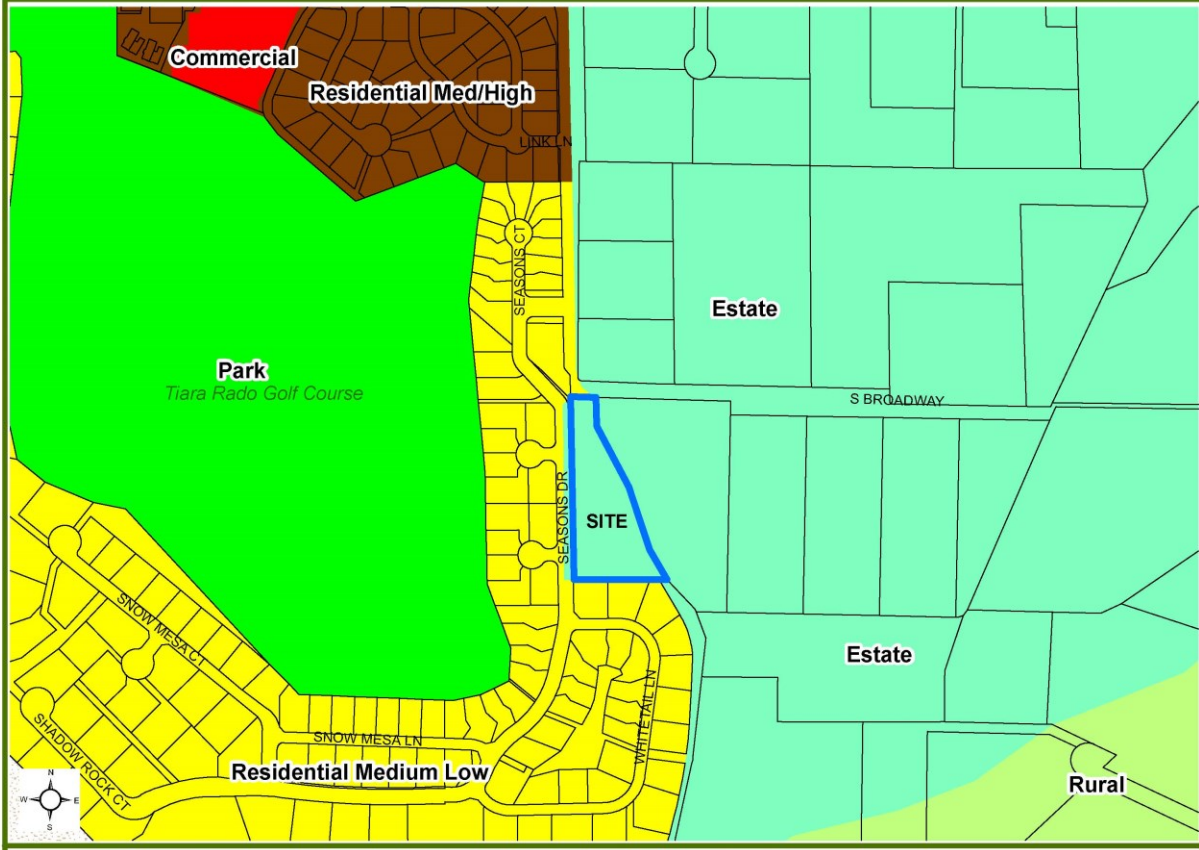 Commercial
Residential Med/High
LINK LN
SEASONS CT
Estate
Park
Tiara Rado Golf Course
S BROADWAY
SEASONS DR
SITE
SNOW MESA CT
Estate
WHITETAIL LN
SHADOW ROCK CT
SNOW MESA LN
Residential Medium Low
Rural
N
W
E
S